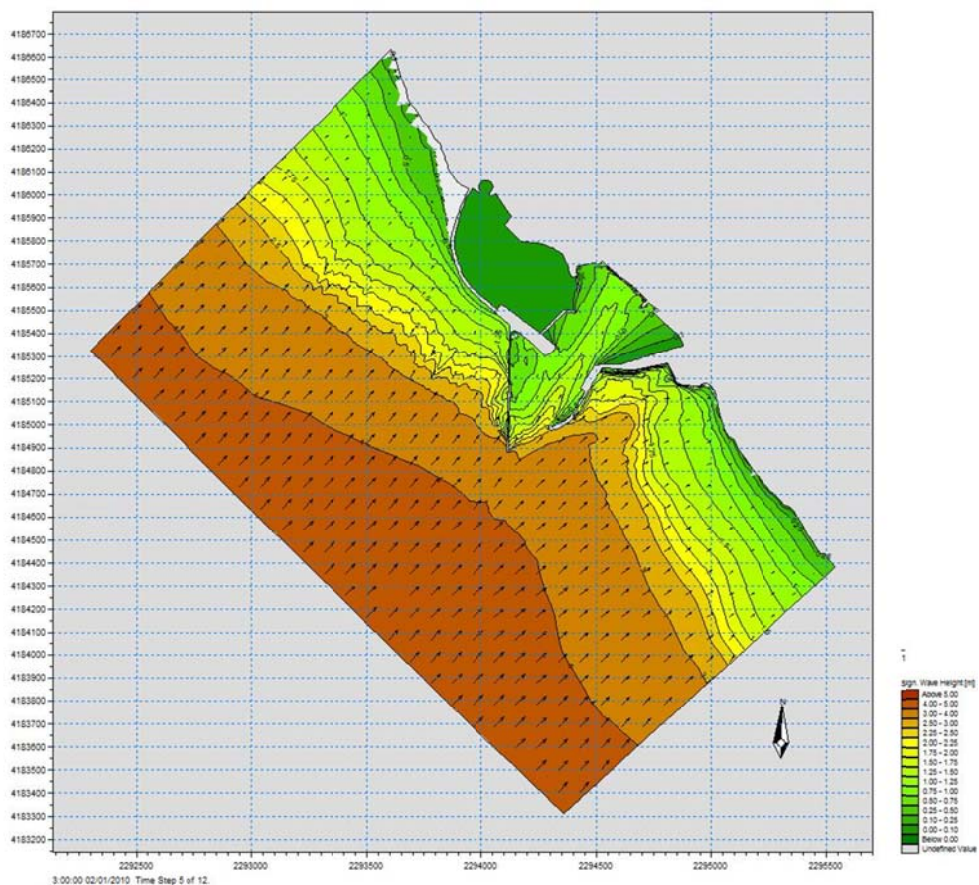 4186700
4186600
4186500
4186400
4186300
4186200
4186100
4186000
4185900
4185800
4185700
4185600
4185500
4185400
4185300
4185200
4185100
4185000
4184900
4184800
4184700
4184600
4184500
4184400
4184300
4184200
4184100
4184000
4183900
4183800
4183700
4183600
4183500
4183400
4183300
4183200
2292500 2293000 2293500 2294000 2294500 2295000 2295500
3:00:00 02/01/2010 Time Step 5 of 12.
1
Sign. Wave Height [m]
Above 5.00
4.00 - 5.00
3.00 - 4.00
2.50 - 3.00
2.25 - 2.50
2.00 - 2.25
1.75 - 2.00
1.50 - 1.75
1.25 - 1.50
1.00 - 1.25
0.75 - 1.00
0.50 - 0.75
0.25 - 0.50
0.10 - 0.25
0.00 - 0.10
Below 0.00
Undefined Value
N